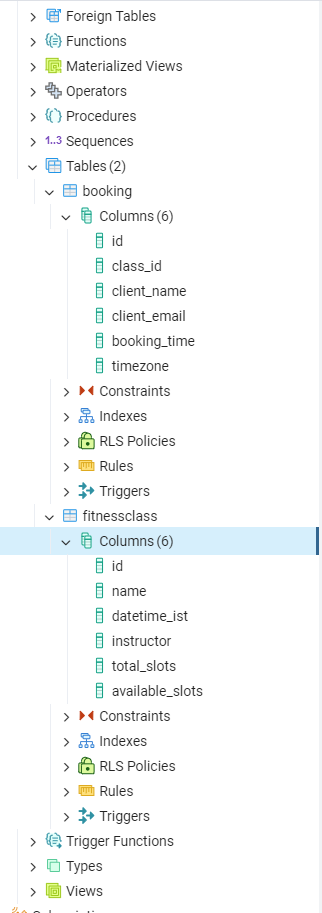 Foreign Tables
Functions
Materialized Views
Operators
Procedures
1..3 Sequences
Tables (2)
booking
Columns (6)
id
class_id
client_name
client_email
booking_time
timezone
Constraints
Indexes
RLS Policies
Rules
Triggers
fitnessclass
Columns (6)
id
name
datetime_ist
instructor
total_slots
available_slots
Constraints
Indexes
RLS Policies
Rules
Triggers
Trigger Functions
Types
Views